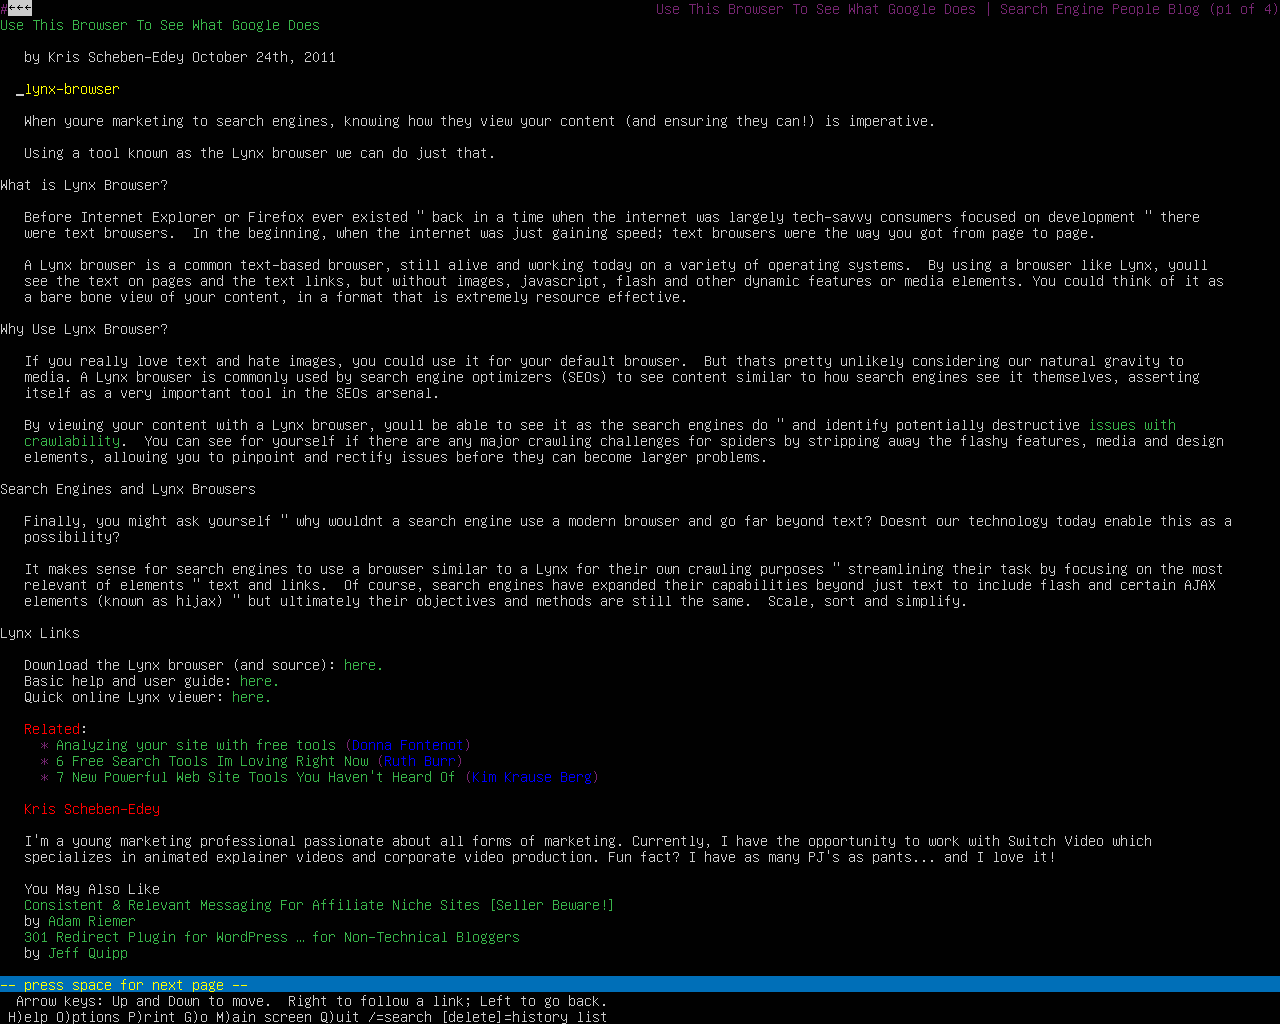 #←←← Use This Browser To See What Google Does | Search Engine People Blog (p1 of 4)
Use This Browser To See What Google Does
by Kris Scheben-Edey October 24th, 2011
_lynx-browser
When youre marketing to search engines, knowing how they view your content (and ensuring they can!) is imperative.
Using a tool known as the Lynx browser we can do just that.
What is Lynx Browser?
Before Internet Explorer or Firefox ever existed " back in a time when the internet was largely tech-savvy consumers focused on development " there
were text browsers.  In the beginning, when the internet was just gaining speed; text browsers were the way you got from page to page.
A Lynx browser is a common text-based browser, still alive and working today on a variety of operating systems.  By using a browser like Lynx, youll
see the text on pages and the text links, but without images, javascript, flash and other dynamic features or media elements. You could think of it as
a bare bone view of your content, in a format that is extremely resource effective.
Why Use Lynx Browser?
If you really love text and hate images, you could use it for your default browser.  But thats pretty unlikely considering our natural gravity to
media. A Lynx browser is commonly used by search engine optimizers (SEOs) to see content similar to how search engines see it themselves, asserting
itself as a very important tool in the SEOs arsenal.
By viewing your content with a Lynx browser, youll be able to see it as the search engines do " and identify potentially destructive issues with
crawlability.  You can see for yourself if there are any major crawling challenges for spiders by stripping away the flashy features, media and design
elements, allowing you to pinpoint and rectify issues before they can become larger problems.
Search Engines and Lynx Browsers
Finally, you might ask yourself " why wouldnt a search engine use a modern browser and go far beyond text? Doesnt our technology today enable this as a
possibility?
It makes sense for search engines to use a browser similar to a Lynx for their own crawling purposes " streamlining their task by focusing on the most
relevant of elements " text and links.  Of course, search engines have expanded their capabilities beyond just text to include flash and certain AJAX
elements (known as hijax) " but ultimately their objectives and methods are still the same.  Scale, sort and simplify.
Lynx Links
Download the Lynx browser (and source): here.
Basic help and user guide: here.
Quick online Lynx viewer: here.
Related:
* Analyzing your site with free tools (Donna Fontenot)
* 6 Free Search Tools Im Loving Right Now (Ruth Burr)
* 7 New Powerful Web Site Tools You Haven't Heard Of (Kim Krause Berg)
Kris Scheben-Edey
I'm a young marketing professional passionate about all forms of marketing. Currently, I have the opportunity to work with Switch Video which
specializes in animated explainer videos and corporate video production. Fun fact? I have as many PJ's as pants... and I love it!
You May Also Like
Consistent & Relevant Messaging For Affiliate Niche Sites [Seller Beware!]
by Adam Riemer
301 Redirect Plugin for WordPress … for Non-Technical Bloggers
by Jeff Quipp
-- press space for next page --
Arrow keys: Up and Down to move.  Right to follow a link; Left to go back.
H)elp O)ptions P)rint G)o M)ain screen Q)uit /=search [delete]=history list